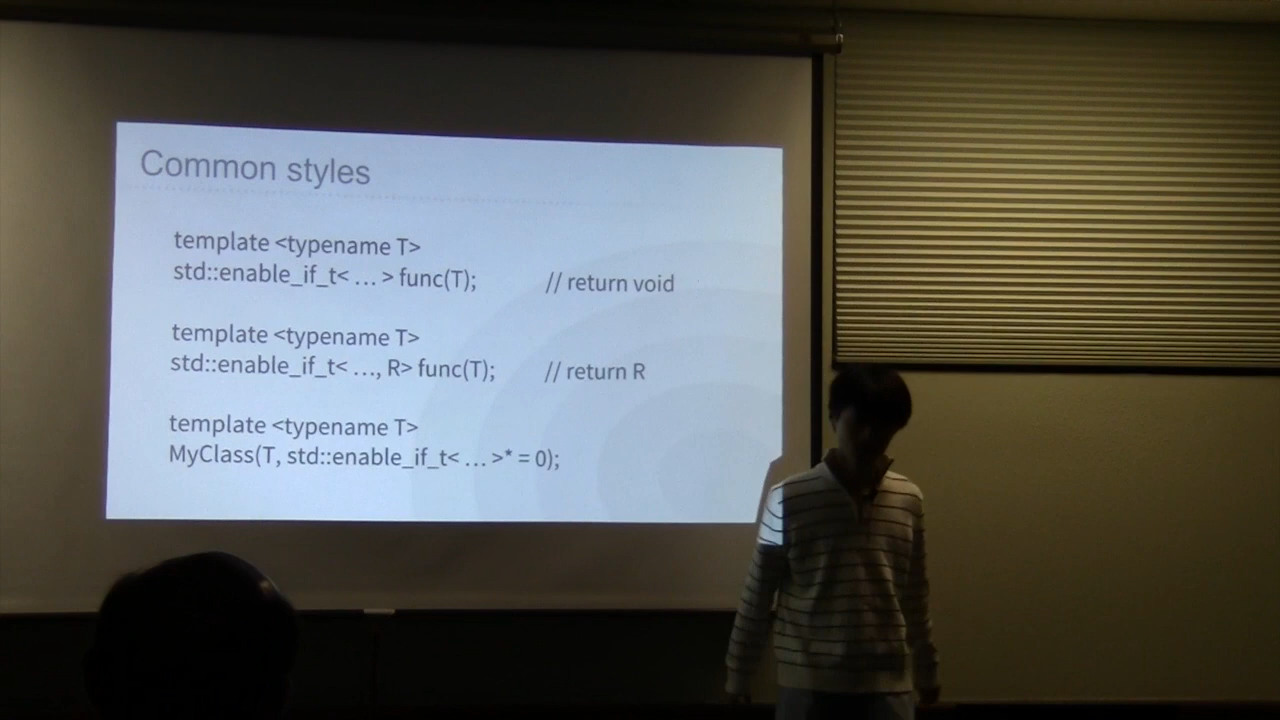 Common styles
template <typename T>
std::enable_if_t< … > func(T); // return void
template <typename T>
std::enable_if_t< …, R> func(T); // return R
template <typename T>
MyClass(T, std::enable_if_t< … >* = 0);